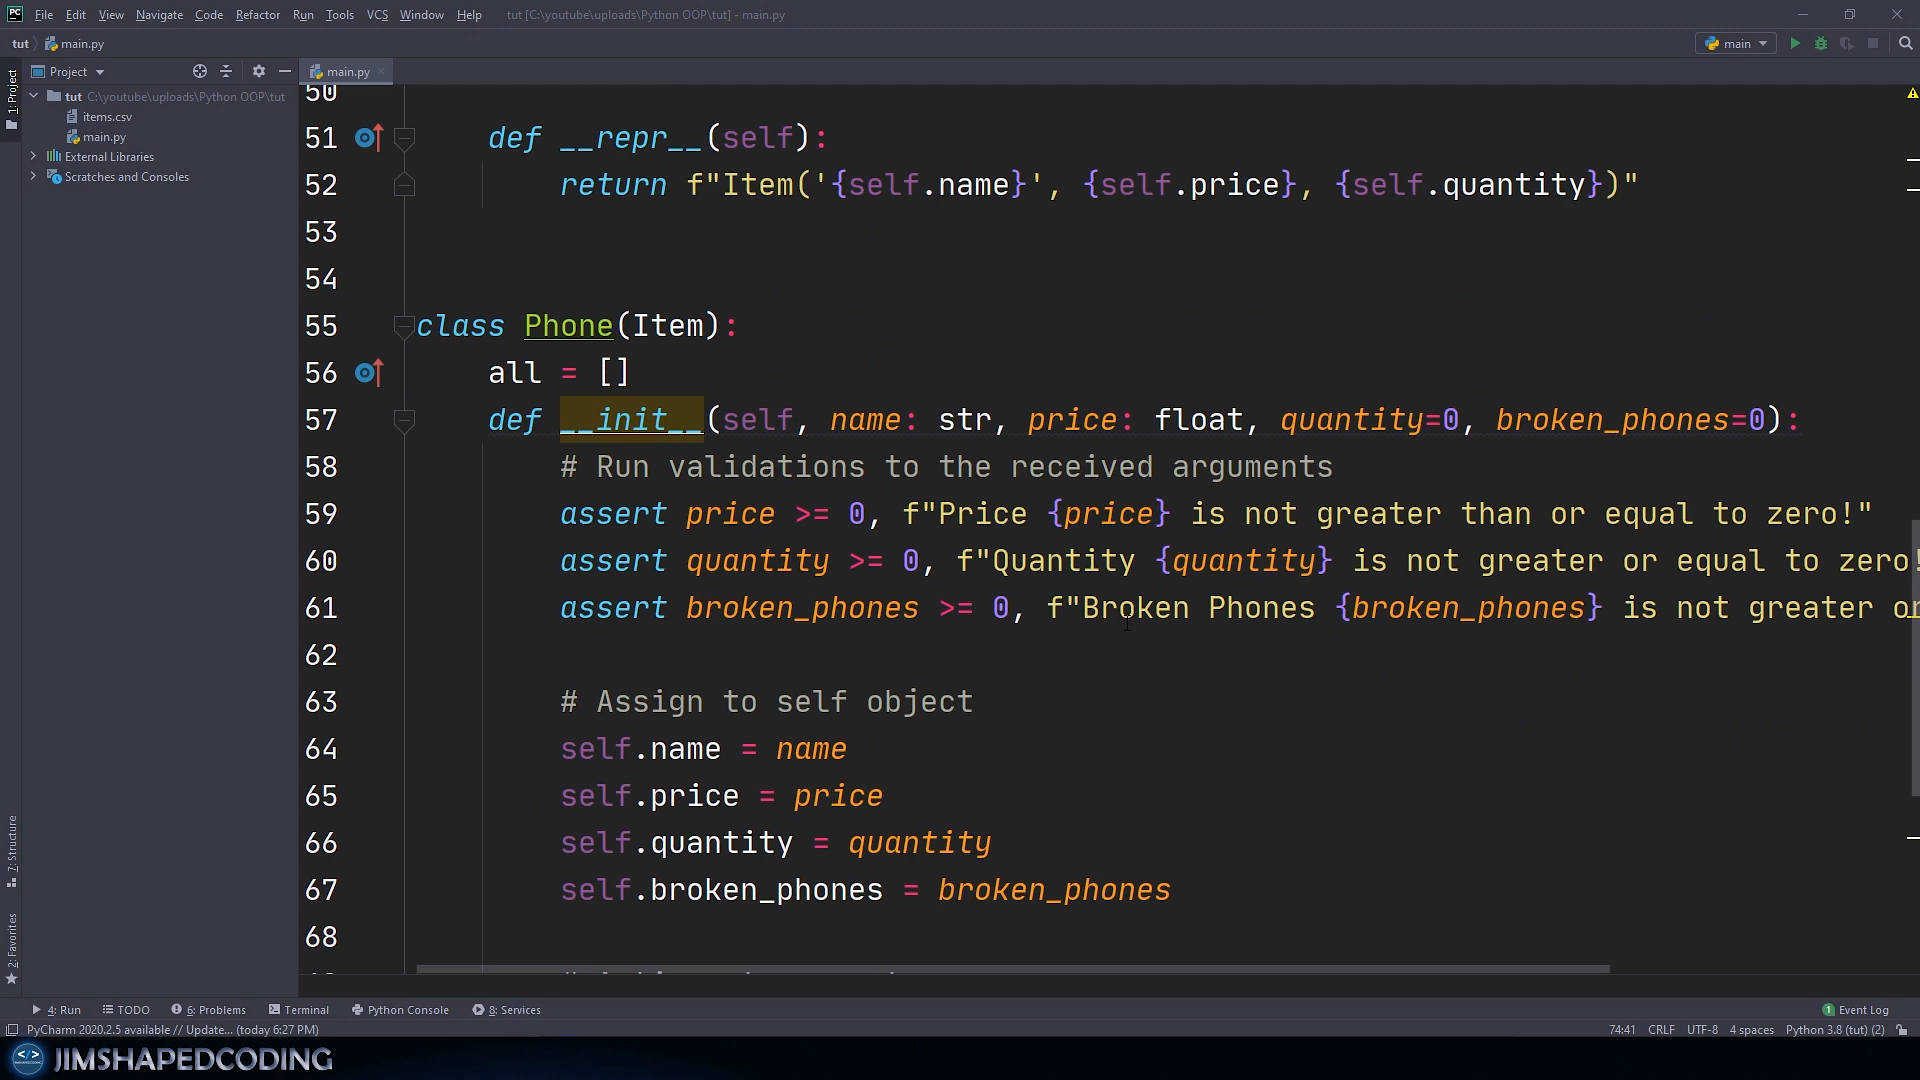 File Edit View Navigate Code Refactor Run Tools VCS Window Help tut [C:\youtube\uploads\Python OOP\tut] - main.py
tut main.py
main
Project
main.py
1: Project
tut C:\youtube\uploads\Python OOP\tut
items.csv
main.py
External Libraries
Scratches and Consoles
50
51 def __repr__(self):
52 return f"Item('{self.name}', {self.price}, {self.quantity})"
53
54
55 class Phone(Item):
56 all = []
57 def __init__(self, name: str, price: float, quantity=0, broken_phones=0):
58 # Run validations to the received arguments
59 assert price >= 0, f"Price {price} is not greater than or equal to zero!"
60 assert quantity >= 0, f"Quantity {quantity} is not greater or equal to zero!
61 assert broken_phones >= 0, f"Broken Phones {broken_phones} is not greater or
62
63 # Assign to self object
64 self.name = name
65 self.price = price
66 self.quantity = quantity
67 self.broken_phones = broken_phones
68
7: Structure
2: Favorites
4: Run TODO 6: Problems Terminal Python Console 8: Services
1 Event Log
PyCharm 2020.2.5 available // Update... (today 6:27 PM)
74:41 CRLF UTF-8 4 spaces Python 3.8 (tut) (2)
JIMSHAPEDCODING